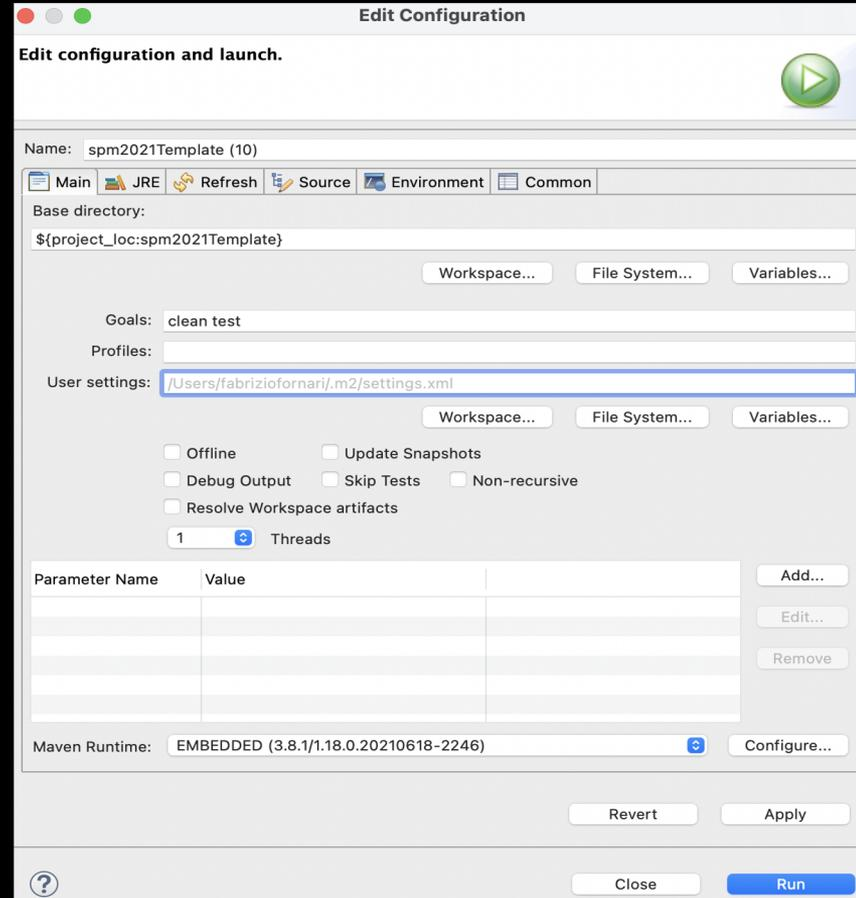 Edit Configuration
Edit configuration and launch.
Name: spm2021Template (10)
Main JRE Refresh Source Environment Common
Base directory:
${project_loc:spm2021Template}
Workspace... File System... Variables...
Goals: clean test
Profiles:
User settings: /Users/fabriziofornari/.m2/settings.xml
Workspace... File System... Variables...
Offline Update Snapshots
Debug Output Skip Tests Non-recursive
Resolve Workspace artifacts
1 Threads
Parameter Name Value Add...
Edit...
Remove
Maven Runtime: EMBEDDED (3.8.1/1.18.0.20210618-2246) Configure...
Revert Apply
? Close Run